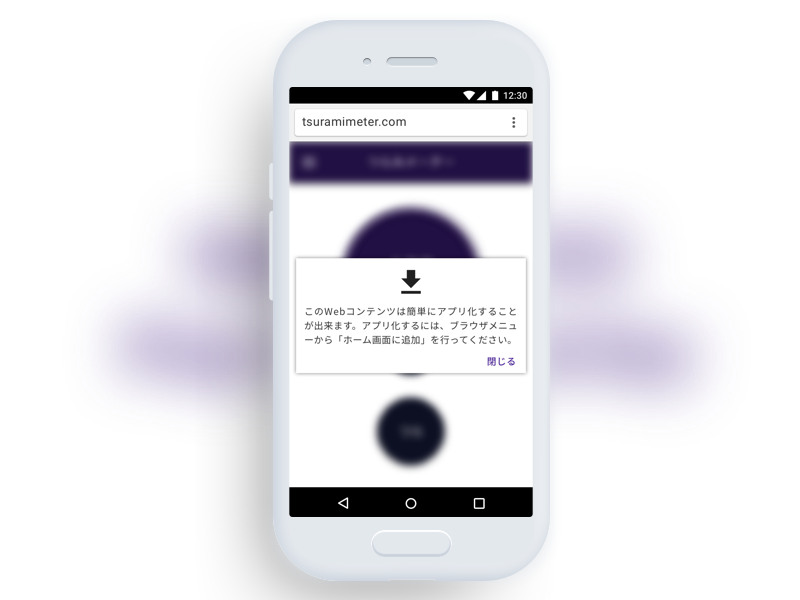 12:30
tsuramimeter.com
このWebコンテンツは簡単にアプリ化すること
が出来ます。アプリ化するには、ブラウザメニュ
ーから「ホーム画面に追加」を行ってください。
閉じる